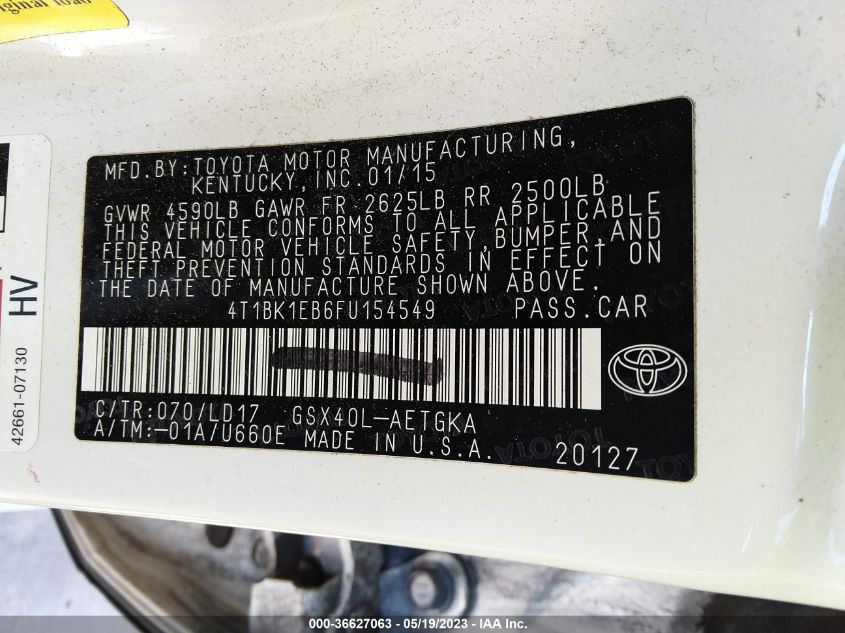 riginal load
HV
42661-07130
MFD.BY:TOYOTA MOTOR MANUFACTURING,
KENTUCKY, INC.01/15
GVWR 4590LB GAWR FR 2625LB RR 2500LB
THIS VEHICLE CONFORMS TO ALL APPLICABLE
FEDERAL MOTOR VEHICLE SAFETY,BUMPER,AND
THEFT PREVENTION STANDARDS IN EFFECT ON
THE DATE OF MANUFACTURE SHOWN ABOVE.
4T1BK1EB6FU154549 PASS.CAR
C/TR:070/LD17 GSX40L-AETGKA
A/TM:-01A/U660E MADE IN U.S.A.
20127
000-36627063 - 05/19/2023 - IAA Inc.